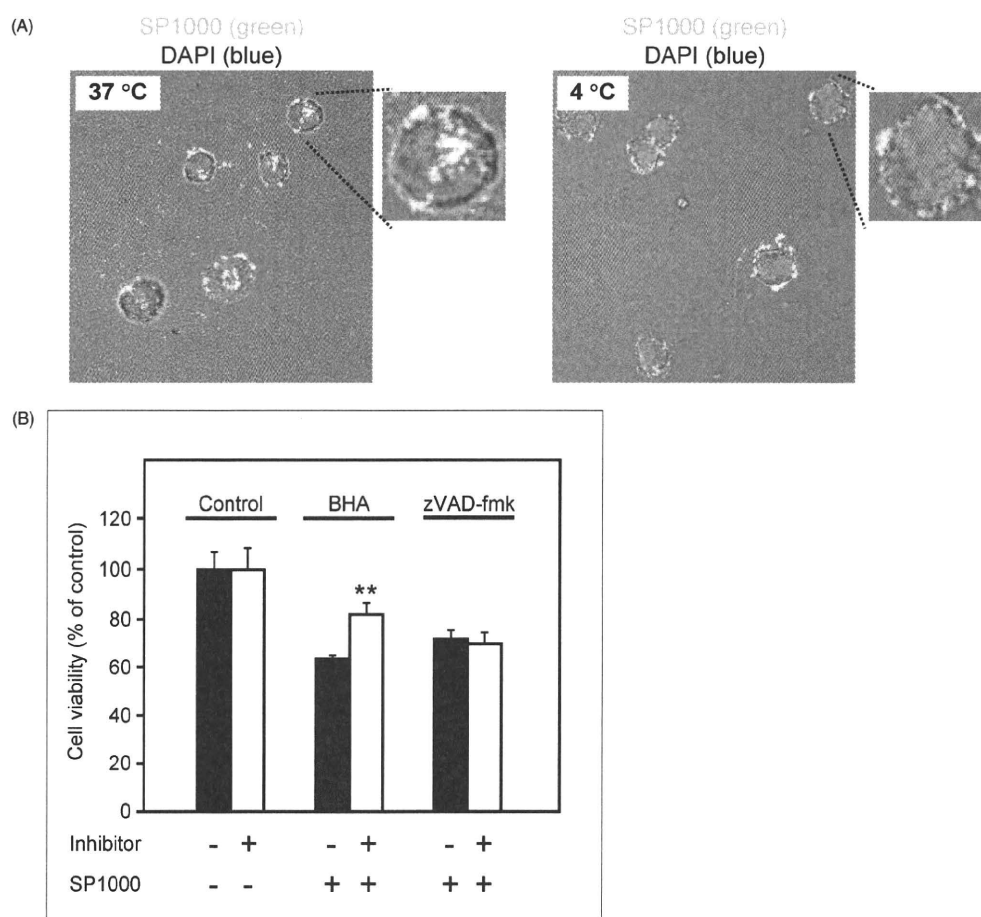 (A)
SP1000 (green)
DAPI (blue)
37 °C
SP1000 (green)
DAPI (blue)
4 °C
(B)
Control
BHA
zVAD-fmk
Cell viability (% of control)
120
100
80
60
40
20
0
**
Inhibitor - + - + - +
SP1000 - - + + + +